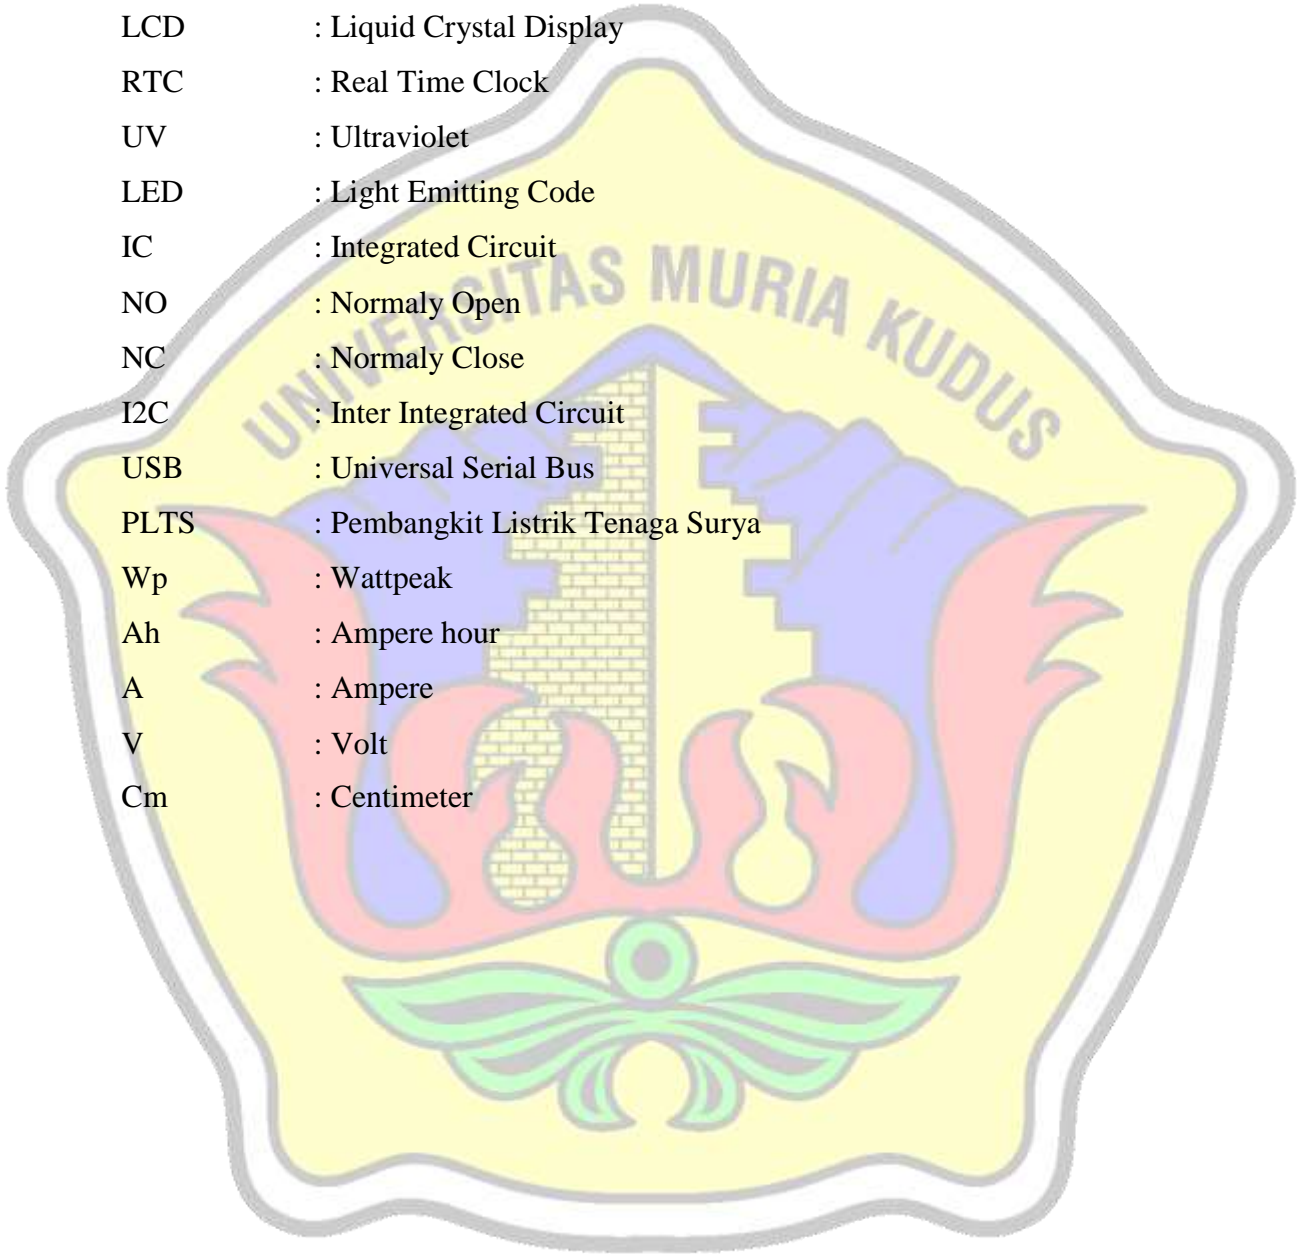 LCD : Liquid Crystal Display
RTC : Real Time Clock
UV : Ultraviolet
LED : Light Emitting Code
IC : Integrated Circuit
NO : Normaly Open
NC : Normaly Close
I2C : Inter Integrated Circuit
USB : Universal Serial Bus
PLTS : Pembangkit Listrik Tenaga Surya
Wp : Wattpeak
Ah : Ampere hour
A : Ampere
V : Volt
Cm : Centimeter
UNIVERSITAS MURIA KUDUS